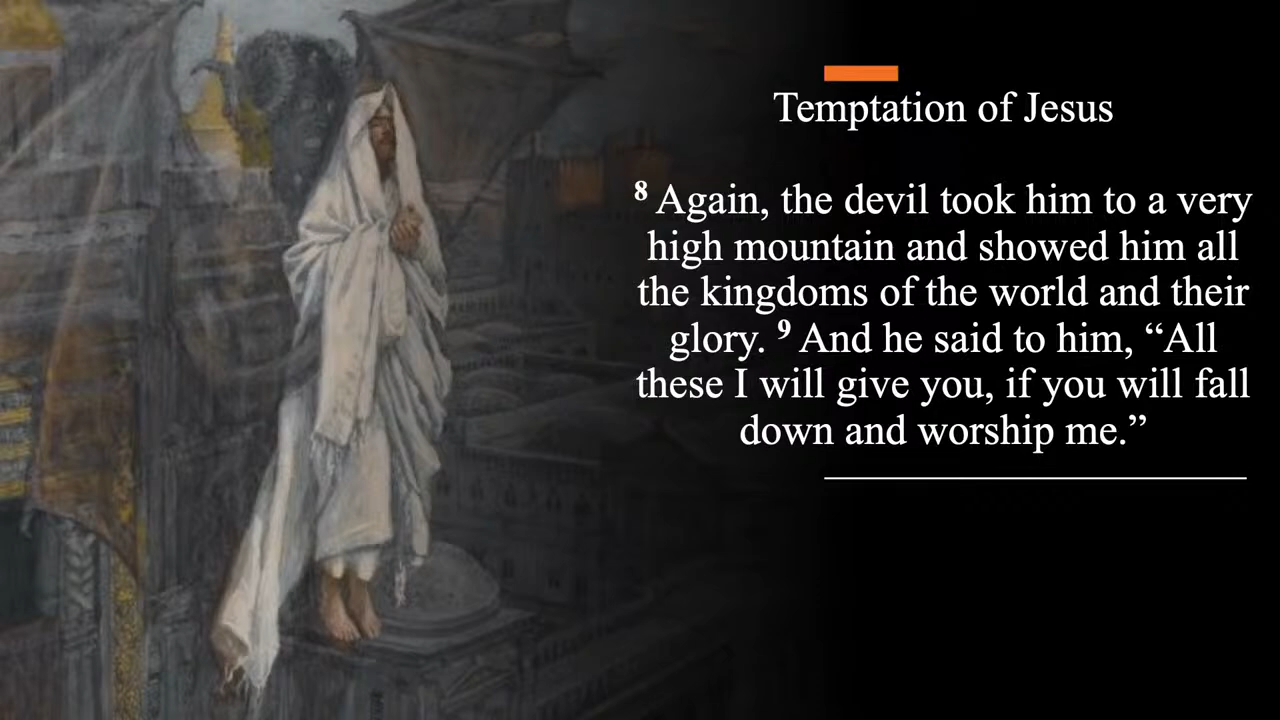 Temptation of Jesus
8 Again, the devil took him to a very
high mountain and showed him all
the kingdoms of the world and their
glory. 9 And he said to him, “All
these I will give you, if you will fall
down and worship me.”